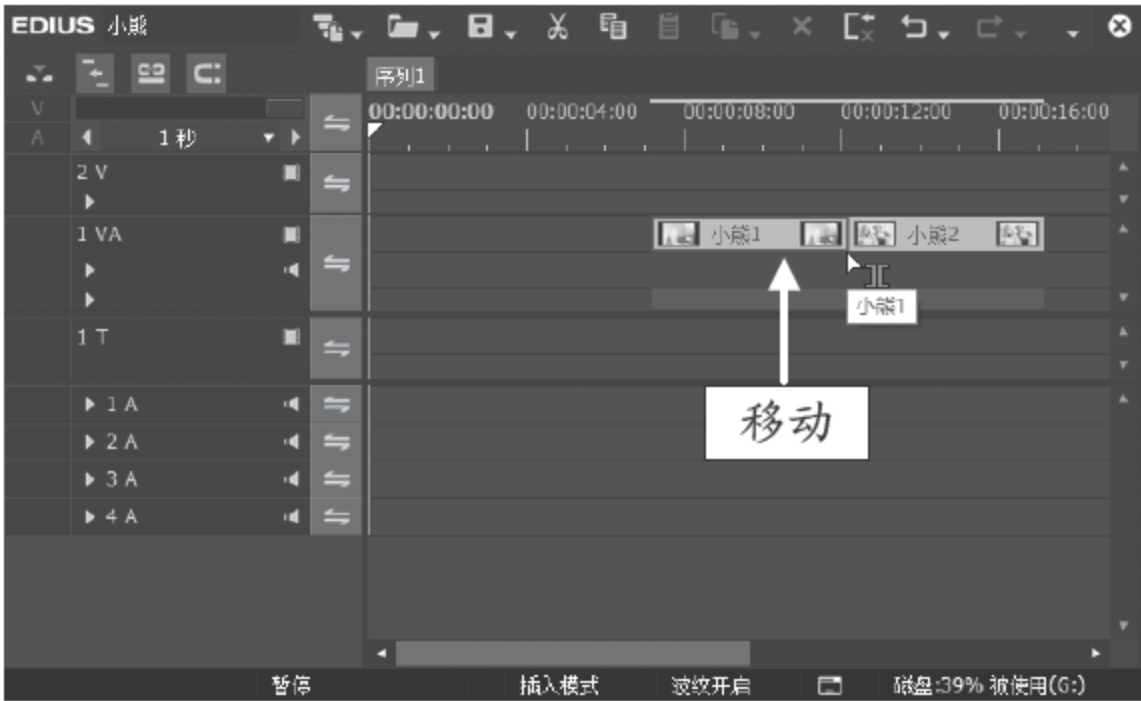 EDIUS 小熊
序列1
V
00:00:00:00 00:00:04:00 00:00:08:00 00:00:12:00 00:00:16:00
A 1秒
2 V
1 VA
小熊1 小熊2
小熊1
1 T
移动
1 A
2 A
3 A
4 A
暂停 插入模式 波纹开启 磁盘:39% 被使用(G:)